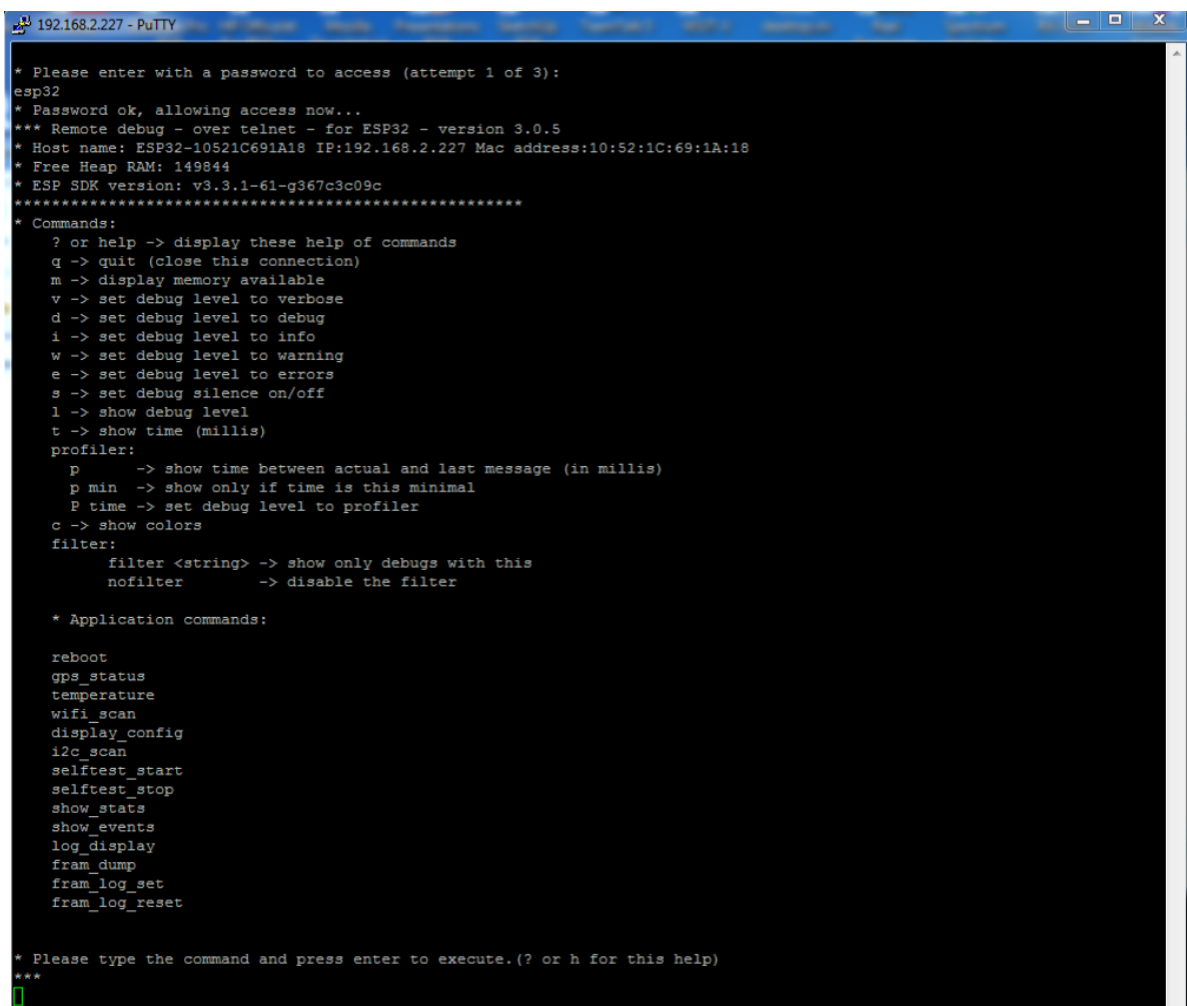 192.168.2.227 - PuTTY
* Please enter with a password to access (attempt 1 of 3):
esp32
* Password ok, allowing access now...
*** Remote debug - over telnet - for ESP32 - version 3.0.5
* Host name: ESP32-10521C691A18 IP:192.168.2.227 Mac address:10:52:1C:69:1A:18
* Free Heap RAM: 149844
* ESP SDK version: v3.3.1-61-g367c3c09c
******************************************************
* Commands:
    ? or help -> display these help of commands
    q -> quit (close this connection)
    m -> display memory available
    v -> set debug level to verbose
    d -> set debug level to debug
    i -> set debug level to info
    w -> set debug level to warning
    e -> set debug level to errors
    s -> set debug silence on/off
    l -> show debug level
    t -> show time (millis)
    profiler:
      p      -> show time between actual and last message (in millis)
      p min  -> show only if time is this minimal
      P time -> set debug level to profiler
    c -> show colors
    filter:
          filter <string> -> show only debugs with this
          nofilter        -> disable the filter
    * Application commands:
    reboot
    gps_status
    temperature
    wifi_scan
    display_config
    i2c_scan
    selftest_start
    selftest_stop
    show_stats
    show_events
    log_display
    fram_dump
    fram_log_set
    fram_log_reset
* Please type the command and press enter to execute.(? or h for this help)
***